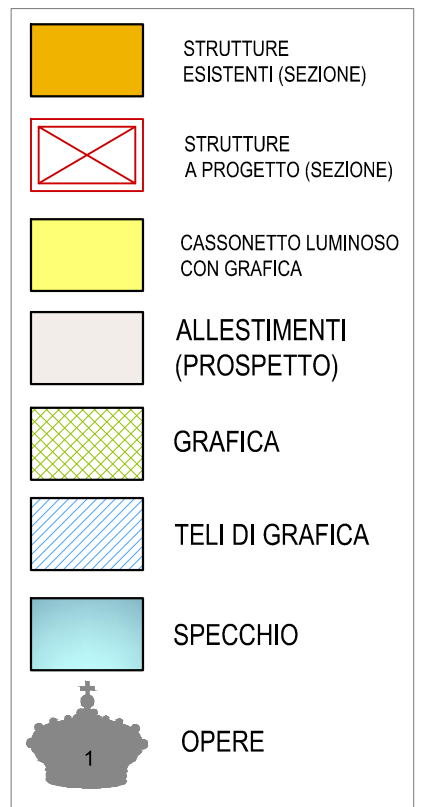 STRUTTURE
ESISTENTI (SEZIONE)
STRUTTURE
A PROGETTO (SEZIONE)
CASSONETTO LUMINOSO
CON GRAFICA
ALLESTIMENTI
(PROSPETTO)
GRAFICA
TELI DI GRAFICA
SPECCHIO
1
OPERE